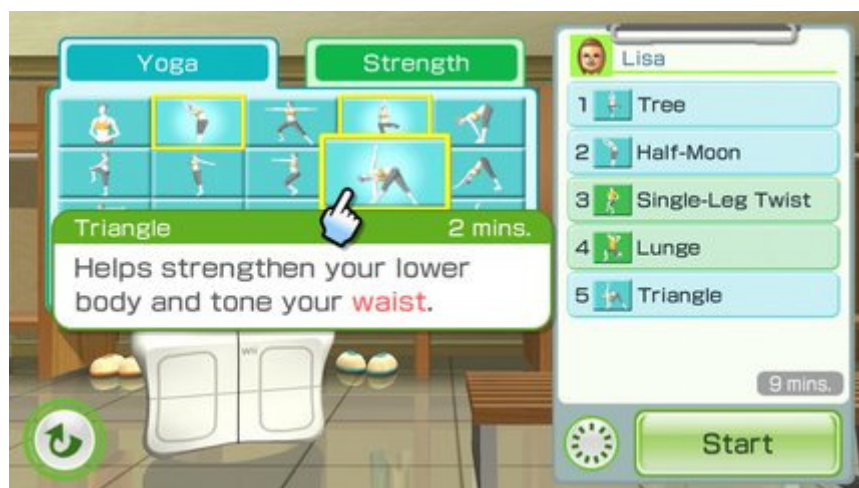 Yoga
Strength
Triangle 2 mins.
Helps strengthen your lower
body and tone your waist.
Wii
Lisa
1 Tree
2 Half-Moon
3 Single-Leg Twist
4 Lunge
5 Triangle
9 mins.
Start